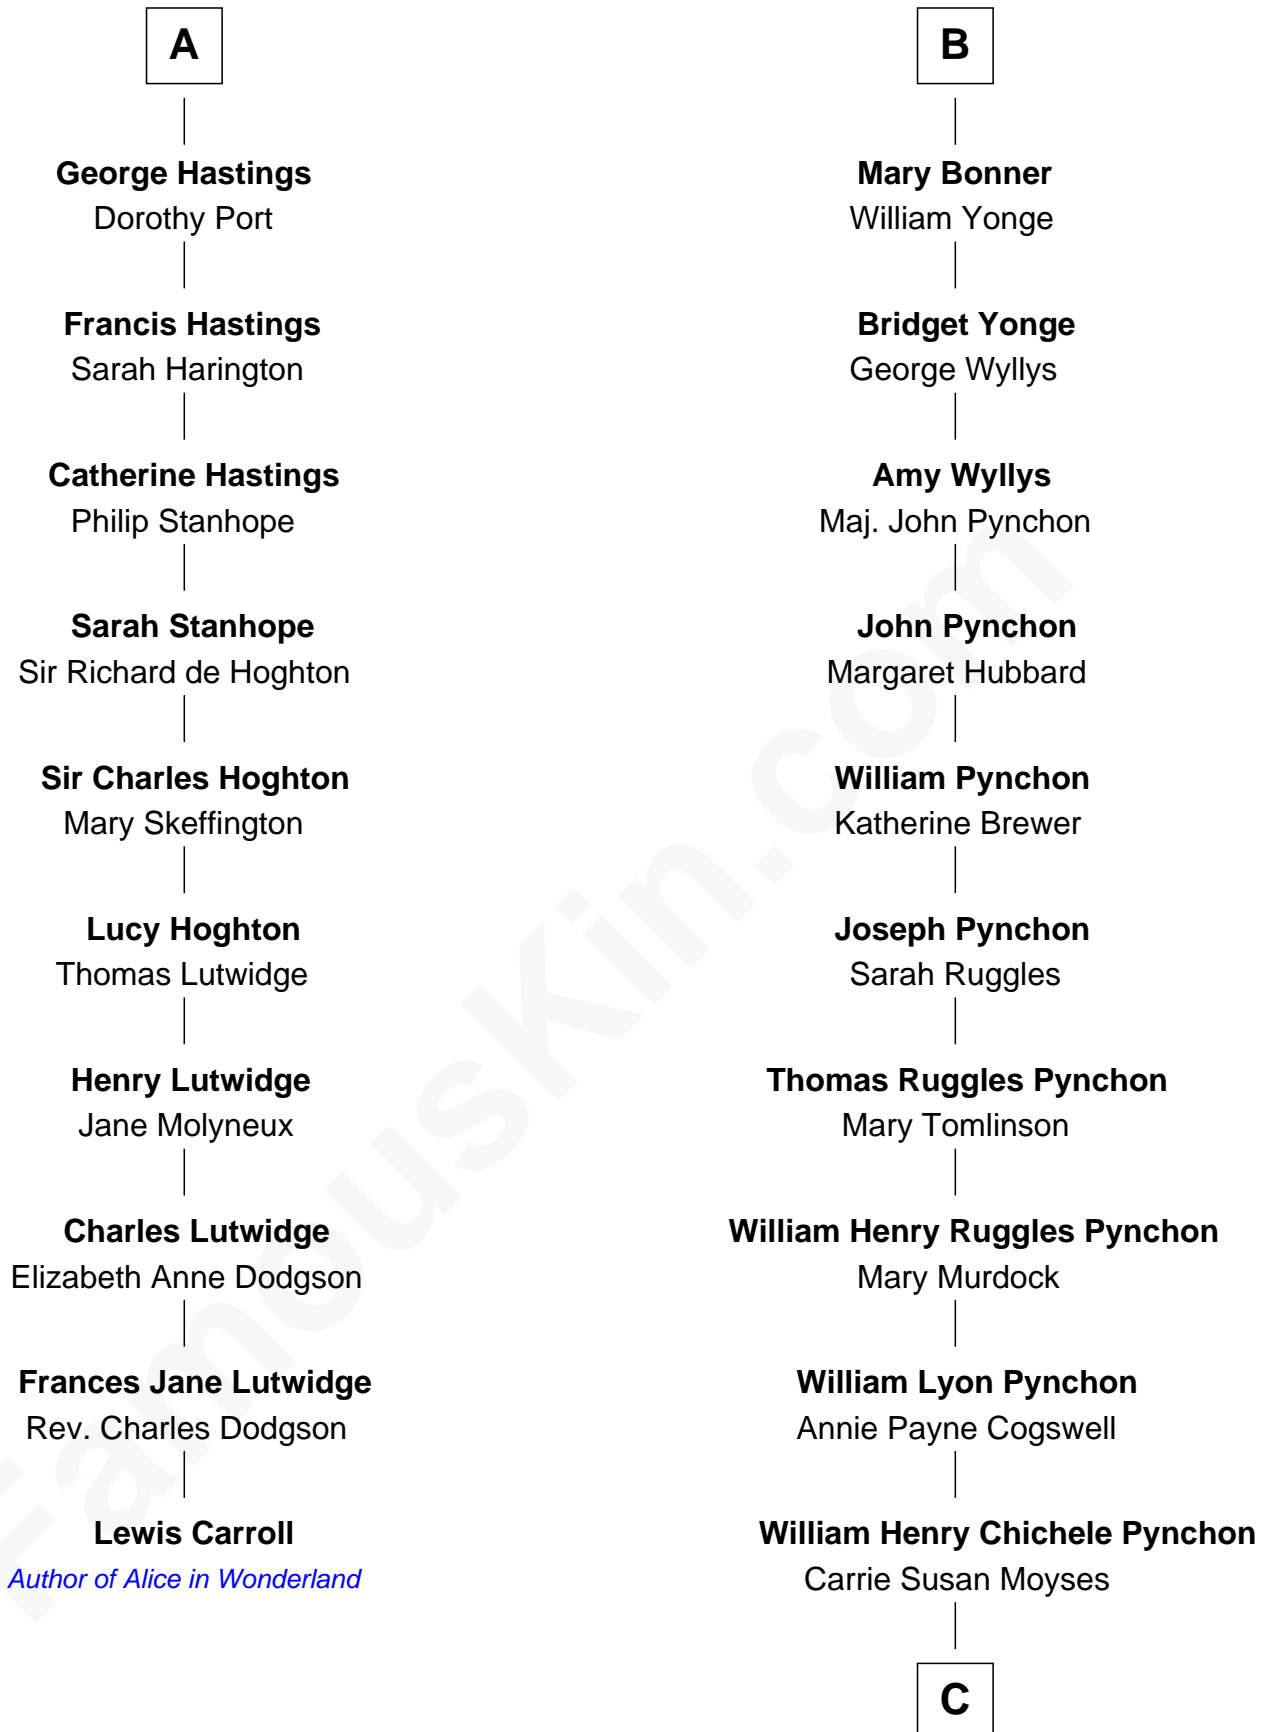 A
George Hastings
Dorothy Port
Francis Hastings
Sarah Harington
Catherine Hastings
Philip Stanhope
Sarah Stanhope
Sir Richard de Hoghton
Sir Charles Hoghton
Mary Skeffington
Lucy Hoghton
Thomas Lutwidge
Henry Lutwidge
Jane Molyneux
Charles Lutwidge
Elizabeth Anne Dodgson
Frances Jane Lutwidge
Rev. Charles Dodgson
Lewis Carroll
Author of Alice in Wonderland
B
Mary Bonner
William Yonge
Bridget Yonge
George Wyllys
Amy Wyllys
Maj. John Pynchon
John Pynchon
Margaret Hubbard
William Pynchon
Katherine Brewer
Joseph Pynchon
Sarah Ruggles
Thomas Ruggles Pynchon
Mary Tomlinson
William Henry Ruggles Pynchon
Mary Murdock
William Lyon Pynchon
Annie Payne Cogswell
William Henry Chichele Pynchon
Carrie Susan Moyses
C
FamousKin.com